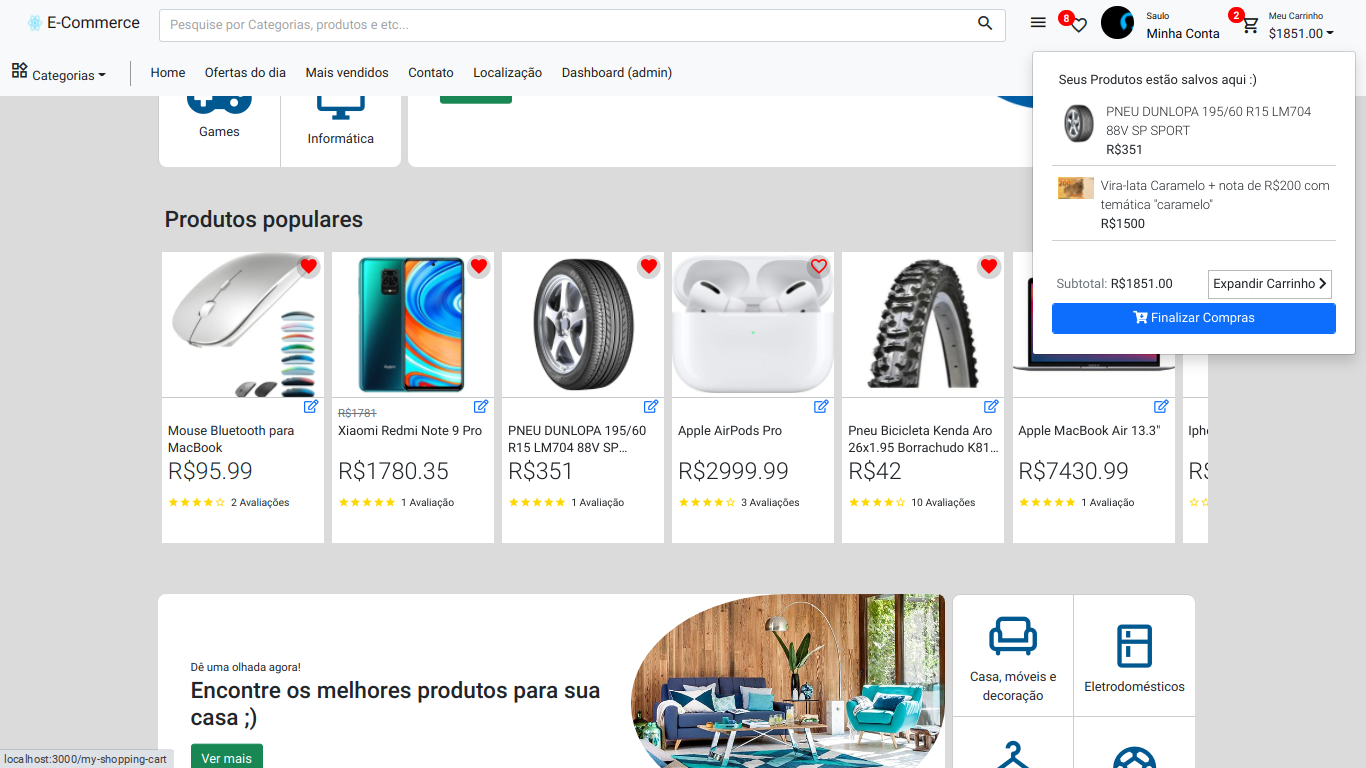 E-Commerce
Pesquise por Categorias, produtos e etc...
8
Saulo
Minha Conta
2
Meu Carrinho
$1851.00
Categorias
Home
Ofertas do dia
Mais vendidos
Contato
Localização
Dashboard (admin)
Seus Produtos estão salvos aqui :)
PNEU DUNLOPA 195/60 R15 LM704
88V SP SPORT
R$351
Vira-lata Caramelo + nota de R$200 com
temática "caramelo"
R$1500
Subtotal: R$1851.00
Expandir Carrinho
Finalizar Compras
Games
Informática
Produtos populares
Mouse Bluetooth para
MacBook
R$95.99
2 Avaliações
R$1781
Xiaomi Redmi Note 9 Pro
R$1780.35
1 Avaliação
PNEU DUNLOPA 195/60
R15 LM704 88V SP...
R$351
1 Avaliação
Apple AirPods Pro
R$2999.99
3 Avaliações
Pneu Bicicleta Kenda Aro
26x1.95 Borrachudo K81...
R$42
10 Avaliações
Apple MacBook Air 13.3"
R$7430.99
1 Avaliação
Dê uma olhada agora!
Encontre os melhores produtos para sua
casa ;)
Ver mais
Casa, móveis e
decoração
Eletrodomésticos
localhost:3000/my-shopping-cart